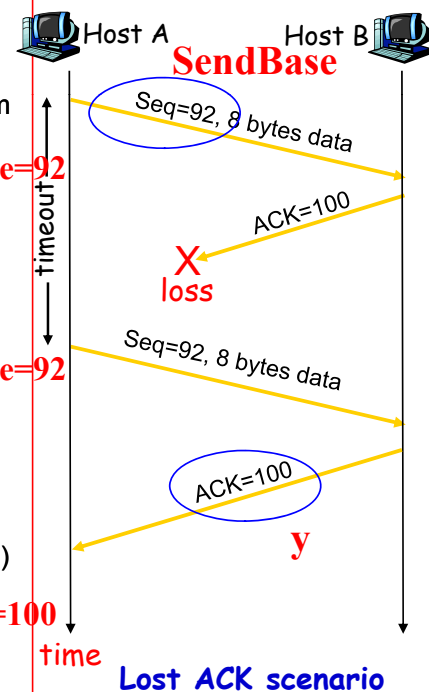 Host A
Host B
SendBase
m
Seq=92, 8 bytes data
e=92
timeout
ACK=100
X
loss
Seq=92, 8 bytes data
e=92
ACK=100
y
)
=100
time
Lost ACK scenario